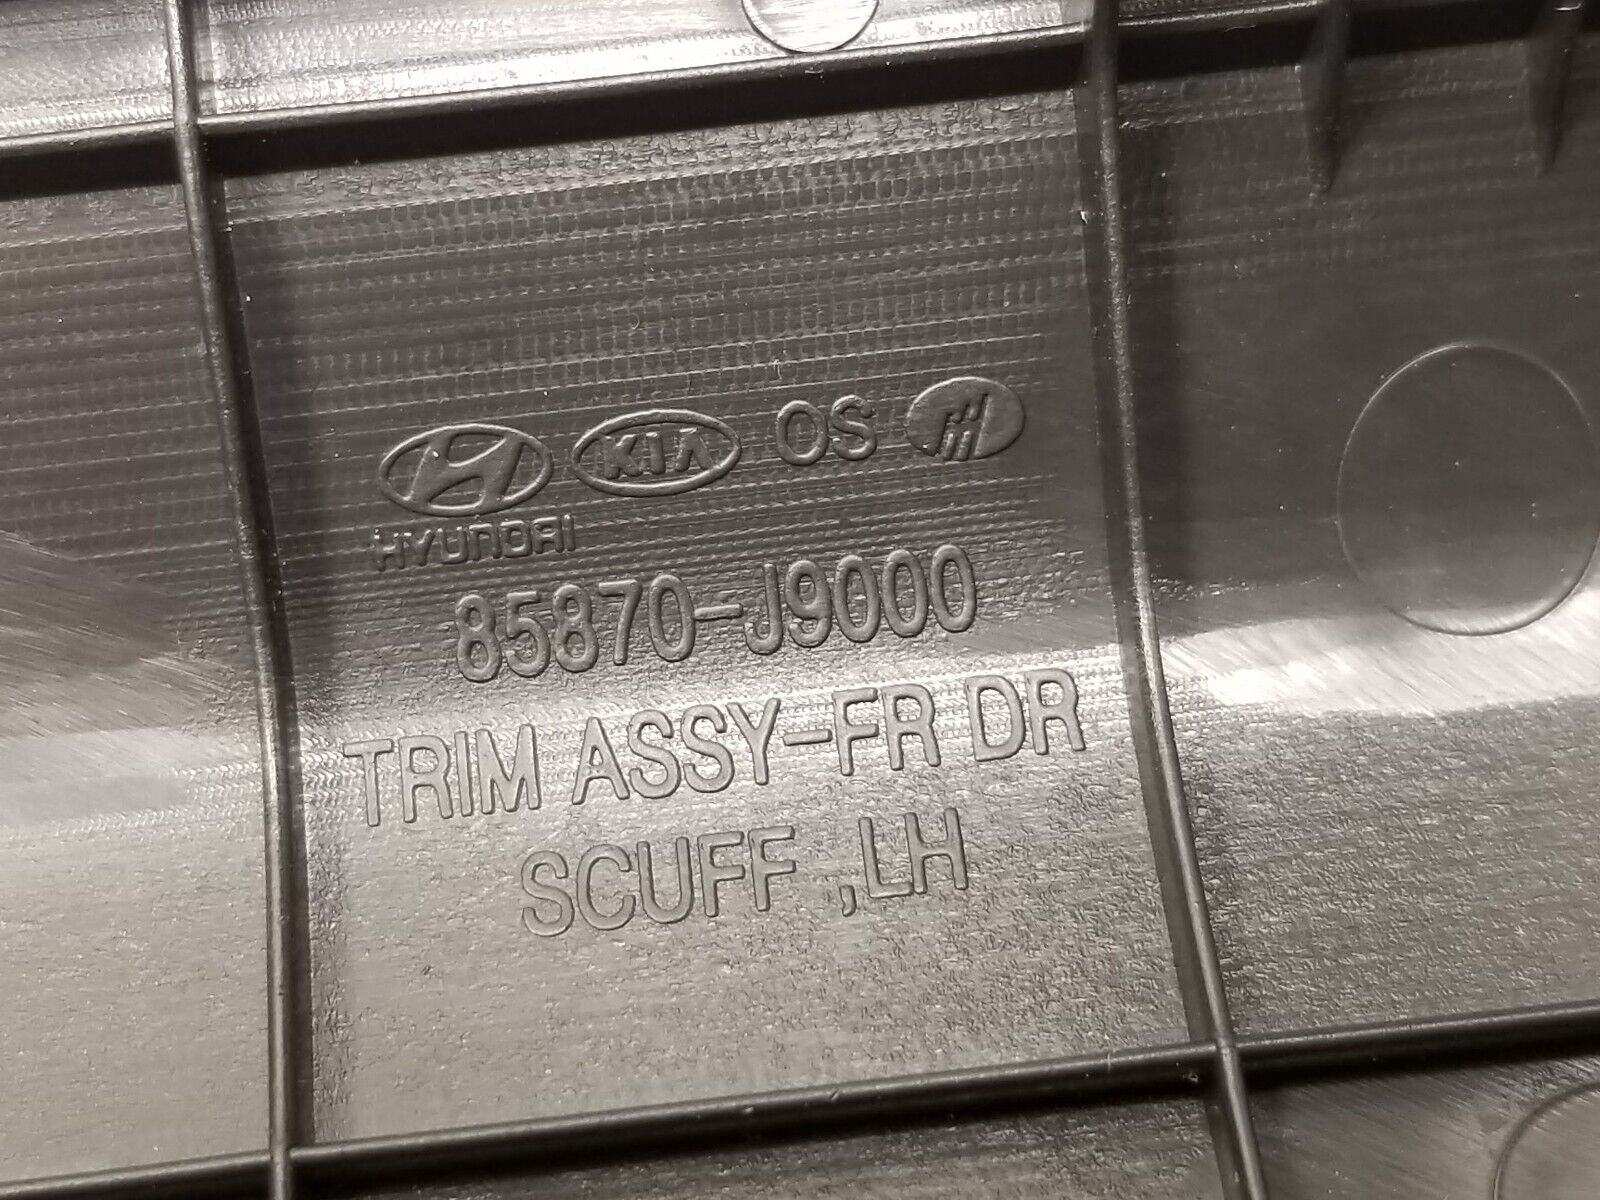 KIA OS
HYUNDAI
85870-J9000
TRIM ASSY-FR DR
SCUFF ,LH